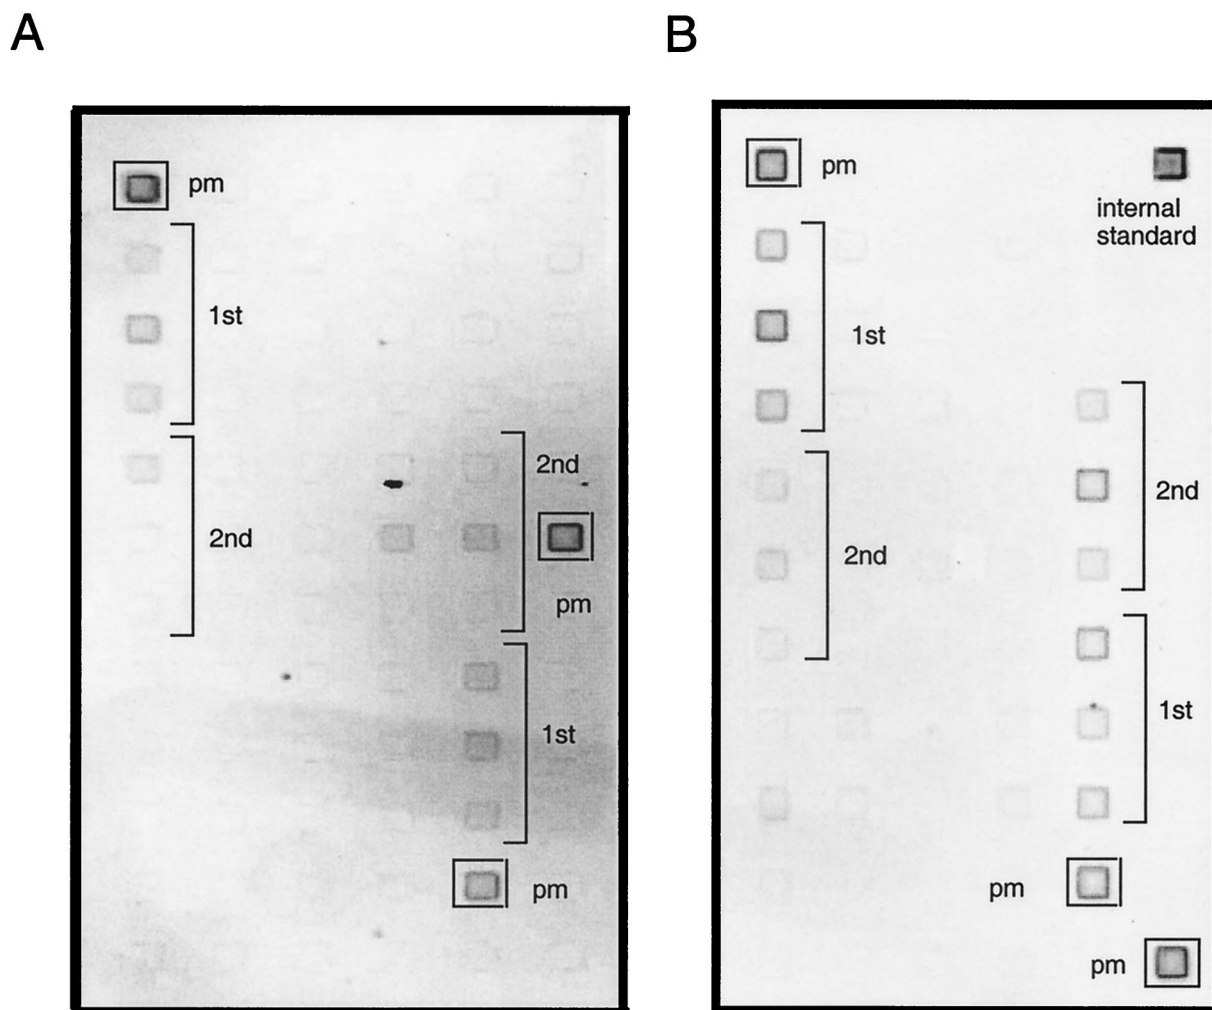 A
pm
1st
2nd
2nd
pm
1st
pm
B
pm
internal
standard
1st
2nd
2nd
1st
pm
pm